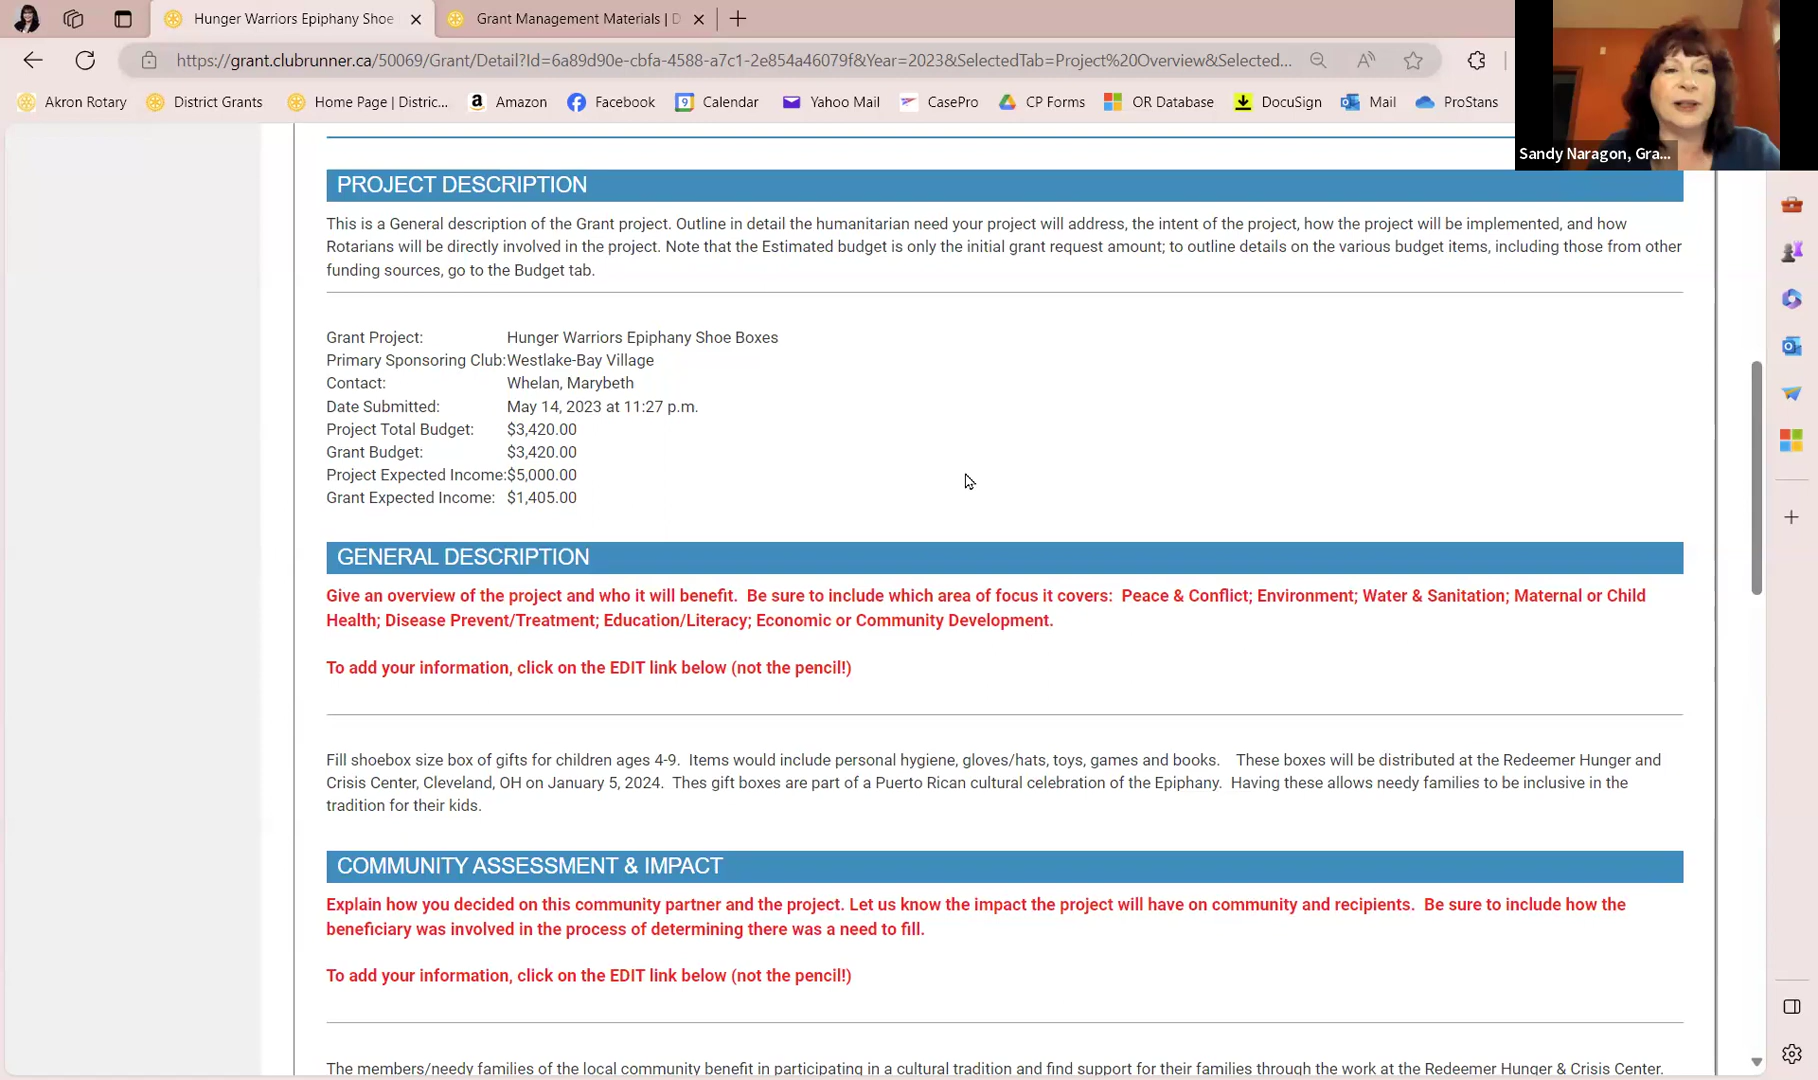 Hunger Warriors Epiphany Shoe
Grant Management Materials | D
https://grant.clubrunner.ca/50069/Grant/Detail?Id=6a89d90e-cbfa-4588-a7c1-2e854a46079f&Year=2023&SelectedTab=Project%20Overview&Selected...
Akron Rotary District Grants Home Page | Distric... Amazon Facebook Calendar Yahoo Mail CasePro CP Forms OR Database DocuSign Mail ProStans
Sandy Naragon, Gra...
PROJECT DESCRIPTION
This is a General description of the Grant project. Outline in detail the humanitarian need your project will address, the intent of the project, how the project will be implemented, and how
Rotarians will be directly involved in the project. Note that the Estimated budget is only the initial grant request amount; to outline details on the various budget items, including those from other
funding sources, go to the Budget tab.
Grant Project: Hunger Warriors Epiphany Shoe Boxes
Primary Sponsoring Club: Westlake-Bay Village
Contact: Whelan, Marybeth
Date Submitted: May 14, 2023 at 11:27 p.m.
Project Total Budget: $3,420.00
Grant Budget: $3,420.00
Project Expected Income: $5,000.00
Grant Expected Income: $1,405.00
GENERAL DESCRIPTION
Give an overview of the project and who it will benefit. Be sure to include which area of focus it covers: Peace & Conflict; Environment; Water & Sanitation; Maternal or Child
Health; Disease Prevent/Treatment; Education/Literacy; Economic or Community Development.
To add your information, click on the EDIT link below (not the pencil!)
Fill shoebox size box of gifts for children ages 4-9. Items would include personal hygiene, gloves/hats, toys, games and books. These boxes will be distributed at the Redeemer Hunger and
Crisis Center, Cleveland, OH on January 5, 2024. Thes gift boxes are part of a Puerto Rican cultural celebration of the Epiphany. Having these allows needy families to be inclusive in the
tradition for their kids.
COMMUNITY ASSESSMENT & IMPACT
Explain how you decided on this community partner and the project. Let us know the impact the project will have on community and recipients. Be sure to include how the
beneficiary was involved in the process of determining there was a need to fill.
To add your information, click on the EDIT link below (not the pencil!)
The members/needy families of the local community benefit in participating in a cultural tradition and find support for their families through the work at the Redeemer Hunger & Crisis Center.